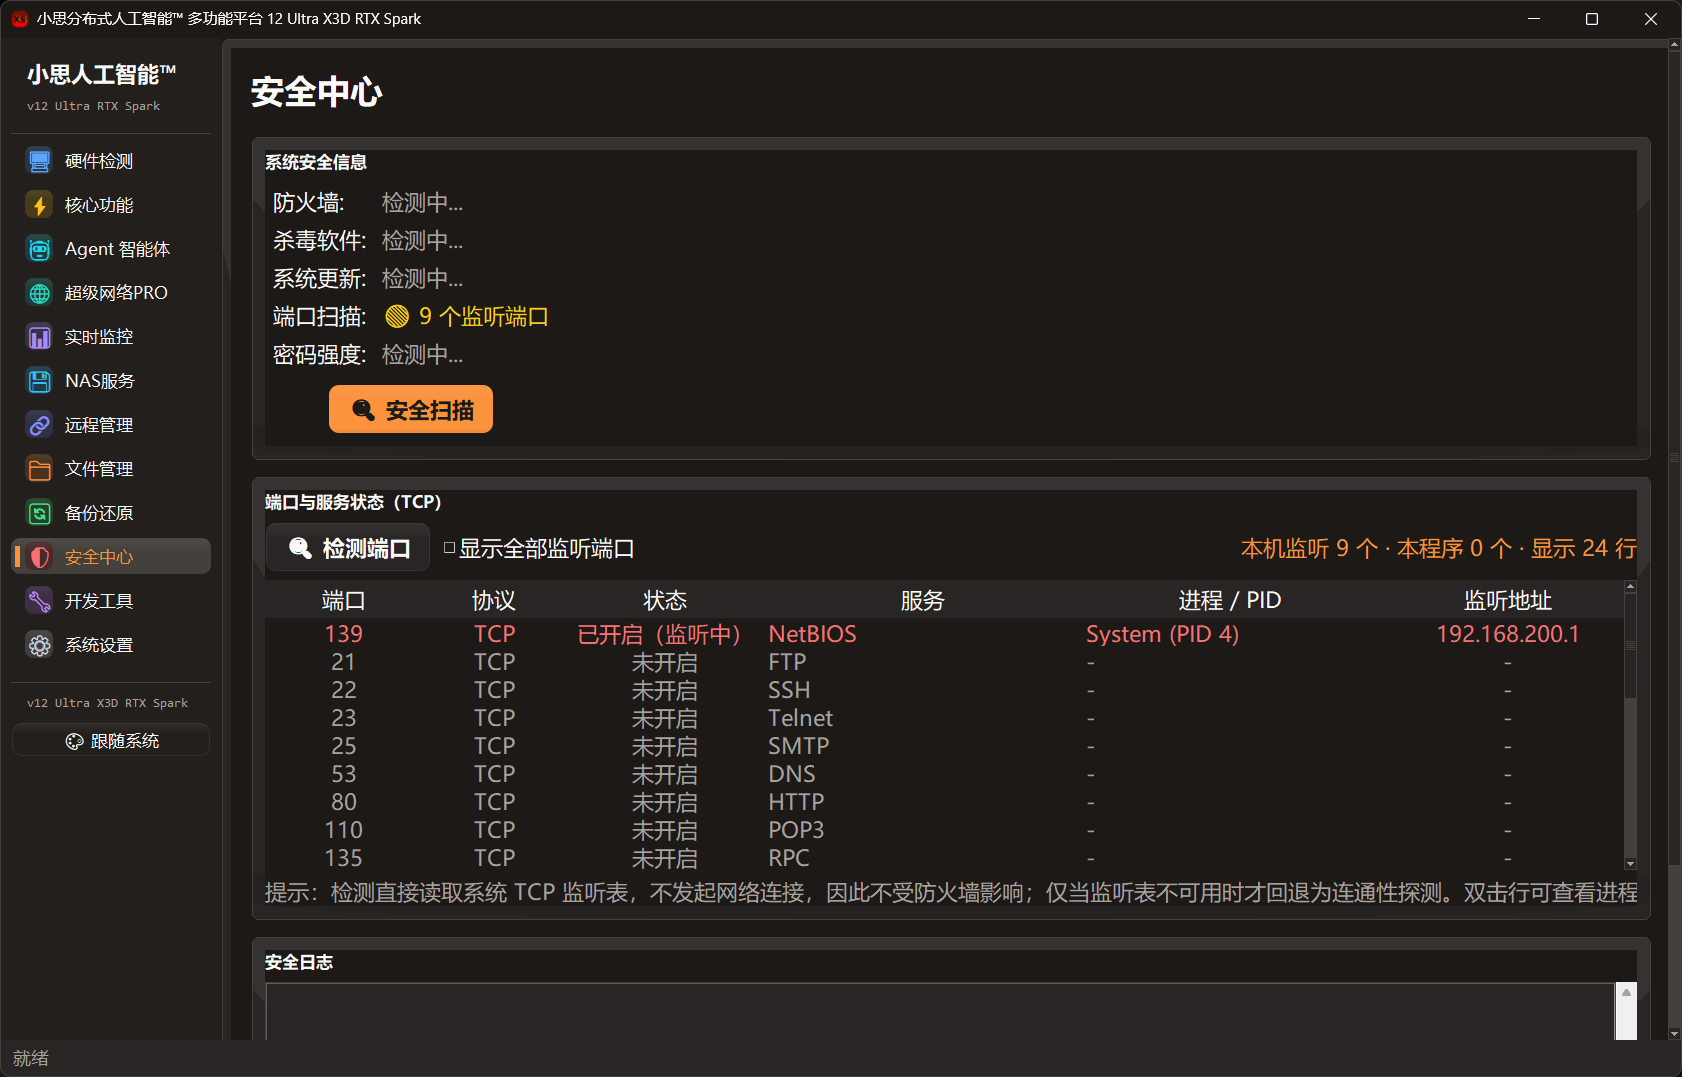 小思分布式人工智能™ 多功能平台 12 Ultra X3D RTX Spark
小思人工智能™
v12 Ultra RTX Spark
硬件检测
核心功能
Agent 智能体
超级网络PRO
实时监控
NAS服务
远程管理
文件管理
备份还原
安全中心
开发工具
系统设置
v12 Ultra X3D RTX Spark
跟随系统
安全中心
系统安全信息
防火墙: 检测中...
杀毒软件: 检测中...
系统更新: 检测中...
端口扫描: 9 个监听端口
密码强度: 检测中...
安全扫描
端口与服务状态（TCP）
检测端口 显示全部监听端口 本机监听 9 个 · 本程序 0 个 · 显示 24 行
端口 协议 状态 服务 进程 / PID 监听地址
139 TCP 已开启（监听中） NetBIOS System (PID 4) 192.168.200.1
21 TCP 未开启 FTP - -
22 TCP 未开启 SSH - -
23 TCP 未开启 Telnet - -
25 TCP 未开启 SMTP - -
53 TCP 未开启 DNS - -
80 TCP 未开启 HTTP - -
110 TCP 未开启 POP3 - -
135 TCP 未开启 RPC - -
提示：检测直接读取系统 TCP 监听表，不发起网络连接，因此不受防火墙影响；仅当监听表不可用时才回退为连通性探测。双击行可查看进程
安全日志
就绪